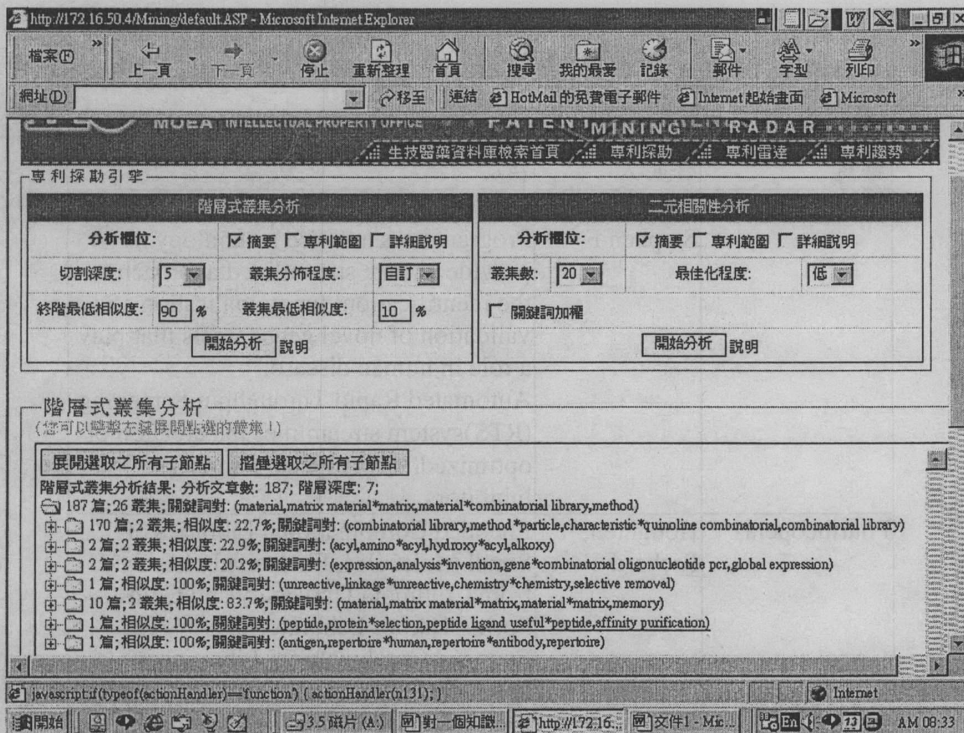 http://172.16.50.4/Mining/default.ASP - Microsoft Internet Explorer
檔案(F) » 上一頁 下一頁 停止 重新整理 首頁 搜尋 我的最愛 記錄 郵件 字型 列印 »
網址(D) 移至 連結 HotMail 的免費電子郵件 Internet 起始畫面 Microsoft »
MOEA INTELLECTUAL PROPERTY OFFICE PATENT MINING RADAR
生技醫藥資料庫檢索首頁 專利探勘 專利雷達 專利趨勢
專利探勘引擎
階層式叢集分析
分析欄位: 摘要 專利範圍 詳細說明
切割深度: 5 叢集分佈程度: 自訂
終階最低相似度: 90 % 叢集最低相似度: 10 %
開始分析 說明
二元相關性分析
分析欄位: 摘要 專利範圍 詳細說明
叢集數: 20 最佳化程度: 低
關鍵詞加權
開始分析 說明
階層式叢集分析
(您可以雙擊左鍵展開點選的叢集!)
展開選取之所有子節點 摺疊選取之所有子節點
階層式叢集分析結果: 分析文章數: 187; 階層深度: 7;
187 篇;26 叢集;關鍵詞對: (material,matrix material*matrix,material*combinatorial library,method)
170 篇;2 叢集;相似度: 22.7%;關鍵詞對: (combinatorial library,method*particle,characteristic*quinoline combinatorial,combinatorial library)
2 篇;2 叢集;相似度: 22.9%;關鍵詞對: (acyl,amino*acyl,hydroxy*acyl,alkoxy)
2 篇;2 叢集;相似度: 20.2%;關鍵詞對: (expression,analysis*invention,gene*combinatorial oligonucleotide pcr,global expression)
1 篇;相似度: 100%;關鍵詞對: (unreactive,linkage*unreactive,chemistry*chemistry,selective removal)
10 篇;2 叢集;相似度: 83.7%;關鍵詞對: (material,matrix material*matrix,material*matrix,memory)
1 篇;相似度: 100%;關鍵詞對: (peptide,protein*selection,peptide ligand useful*peptide,affinity purification)
1 篇;相似度: 100%;關鍵詞對: (antigen,repertoire*human,repertoire*antibody,repertoire)
javascript:if(typeof(actionHandler)=='function') { actionHandler(n131); } Internet
開始 3.5 磁片 (A:) 對一個知識... http://172.16... 文件1 - Mic... En 13 AM 08:33